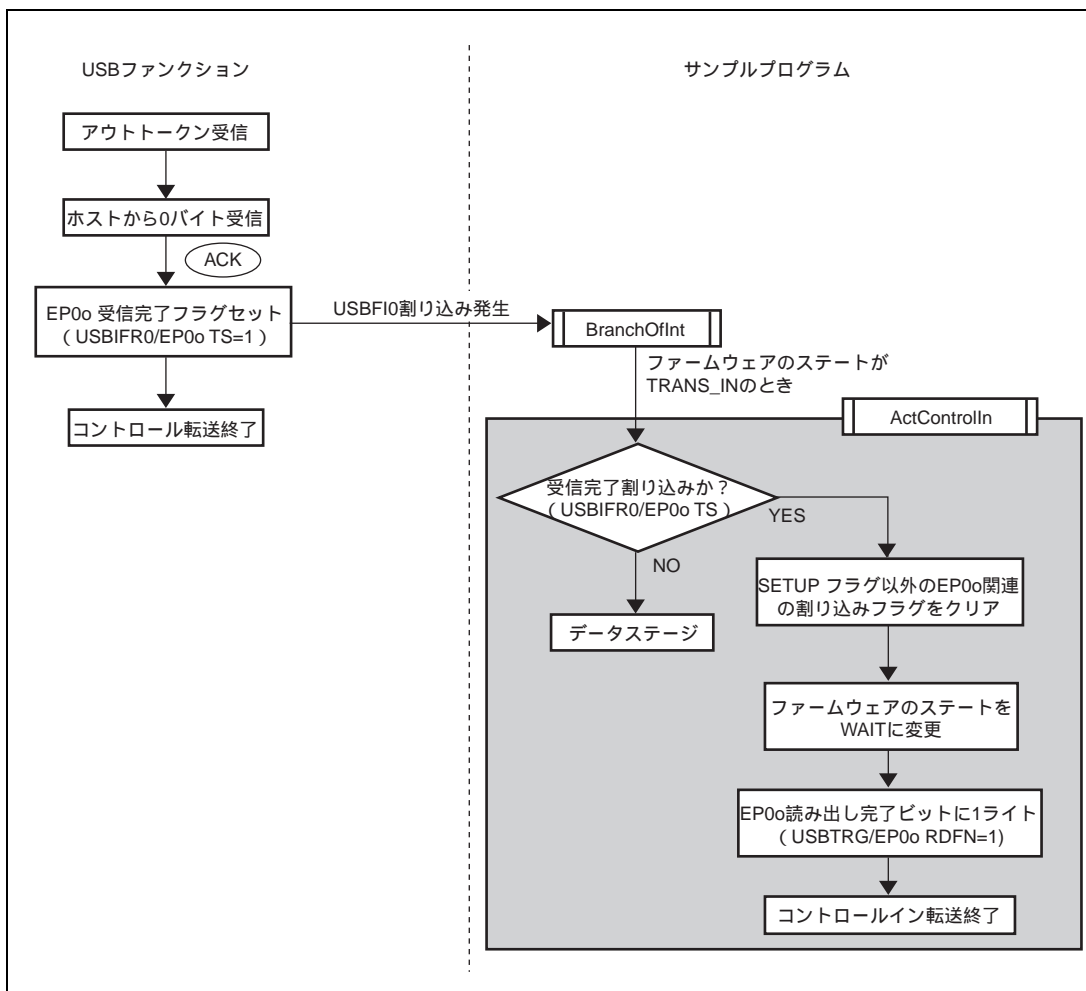 USBファンクション
サンプルプログラム
アウトトークン受信
ホストから0バイト受信
ACK
EP0o 受信完了フラグセット
（USBIFR0/EP0o TS=1）
USBFI0割り込み発生
コントロール転送終了
BranchOfInt
ファームウェアのステートが
TRANS_INのとき
ActControlIn
受信完了割り込みか？
（USBIFR0/EP0o TS）
YES
NO
データステージ
SETUP フラグ以外のEP0o関連
の割り込みフラグをクリア
ファームウェアのステートを
WAITに変更
EP0o読み出し完了ビットに1ライト
（USBTRG/EP0o RDFN=1)
コントロールイン転送終了